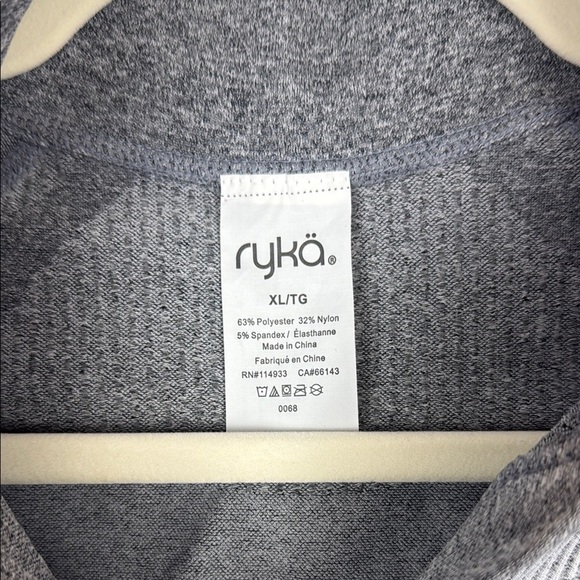 rykä®
XL/TG
63% Polyester 32% Nylon
5% Spandex/ Élasthanne
Made in China
Fabriqué en Chine
RN#114933 CA#66143
0068